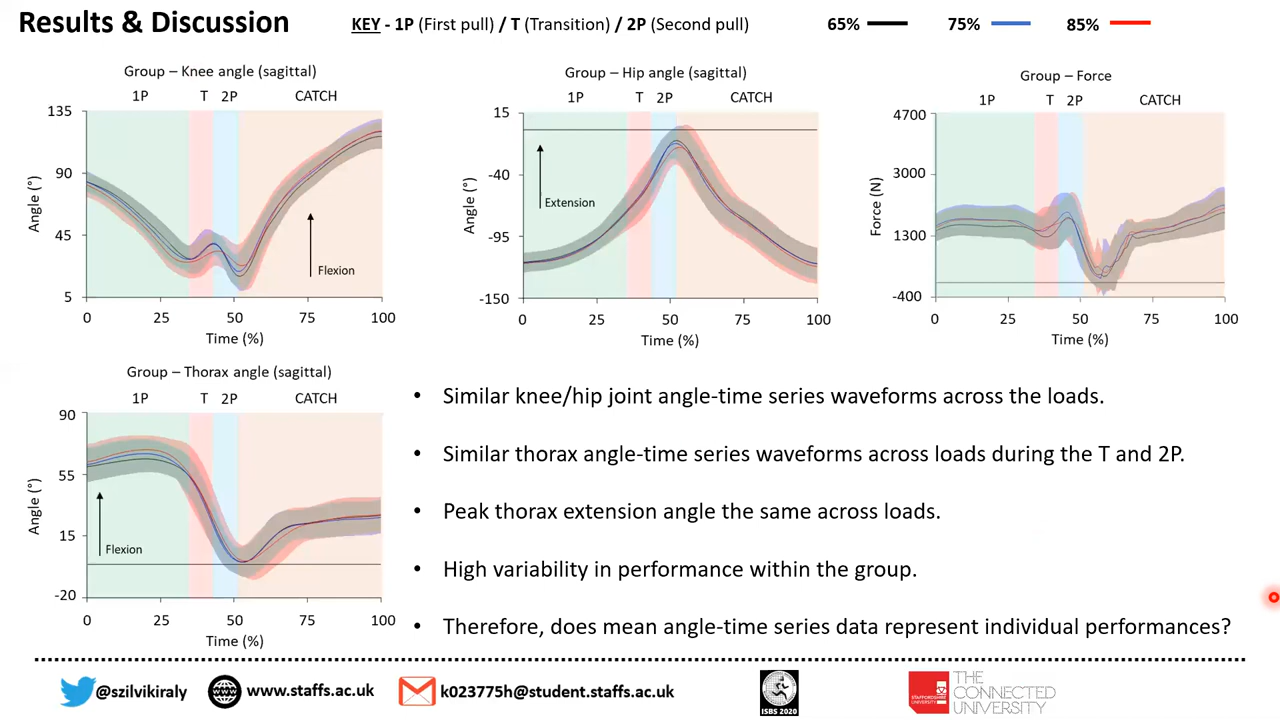 Results & Discussion
KEY - 1P (First pull) / T (Transition) / 2P (Second pull)
65%
75%
85%
Group – Knee angle (sagittal)
1P T 2P CATCH
135
90
45
5
Angle (°)
Flexion
0 25 50 75 100
Time (%)
Group – Hip angle (sagittal)
1P T 2P CATCH
15
-40
-95
-150
Angle (°)
Extension
0 25 50 75 100
Time (%)
Group – Force
1P T 2P CATCH
4700
3000
1300
-400
Force (N)
0 25 50 75 100
Time (%)
Group – Thorax angle (sagittal)
1P T 2P CATCH
90
55
15
-20
Angle (°)
Flexion
0 25 50 75 100
Time (%)
• Similar knee/hip joint angle-time series waveforms across the loads.
• Similar thorax angle-time series waveforms across loads during the T and 2P.
• Peak thorax extension angle the same across loads.
• High variability in performance within the group.
• Therefore, does mean angle-time series data represent individual performances?
@szilvikiraly
www.staffs.ac.uk
k023775h@student.staffs.ac.uk
ISBS 2020
STAFFORDSHIRE
UNIVERSITY
THE
CONNECTED
UNIVERSITY